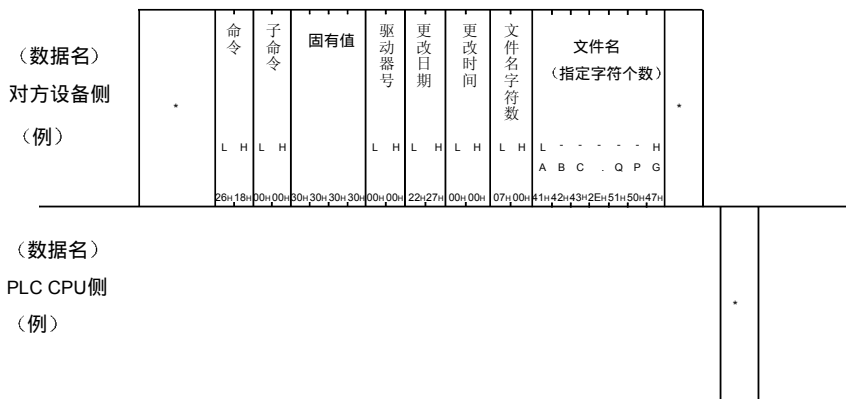 （数据名）
对方设备侧
（例）
*
命令
子命令
固有值
驱动器号
更改日期
更改时间
文件名字符数
文件名
（指定字符个数）
*
L H L H L H L H L H L H L - - - - - H
A B C . Q P G
26H 18H 00H 00H 30H 30H 30H 30H 00H 00H 22H 27H 00H 00H 07H 00H 41H 42H 43H 2EH 51H 50H 47H
（数据名）
PLC CPU侧
（例）
*